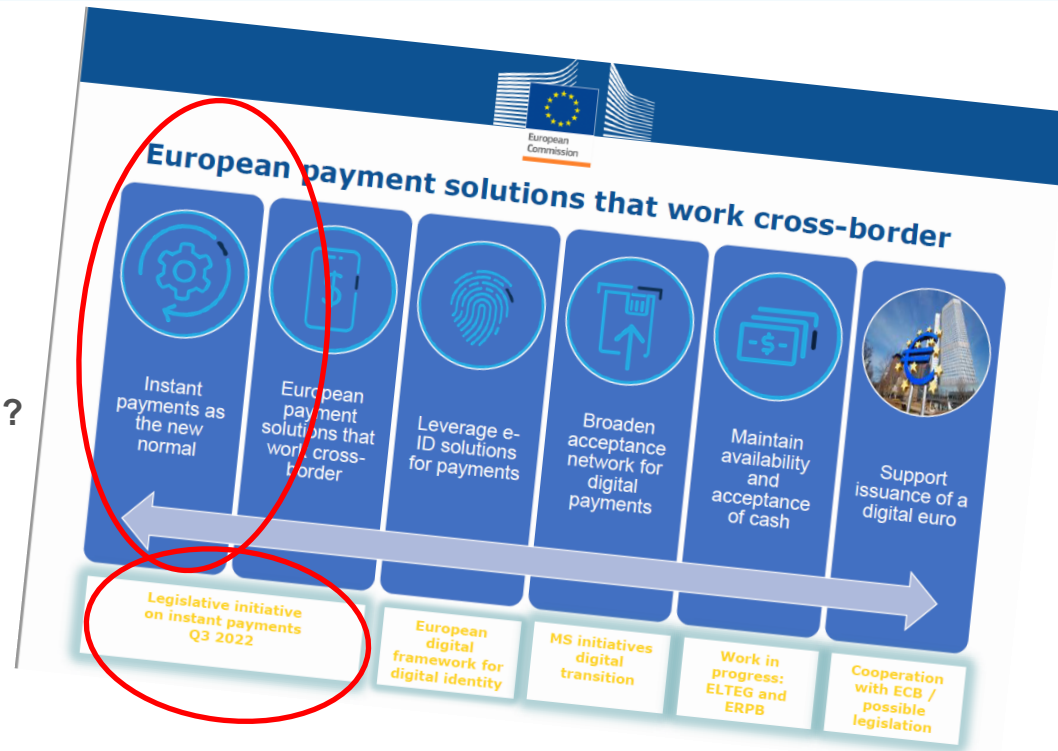 European
Commission
European payment solutions that work cross-border
Instant
payments as
the new
normal
European
payment
solutions that
work cross-
border
Leverage e-
ID solutions
for payments
Broaden
acceptance
network for
digital
payments
Maintain
availability
and
acceptance
of cash
Support
issuance of a
digital euro
?
Legislative initiative
on instant payments
Q3 2022
European
digital
framework for
digital identity
MS initiatives
digital
transition
Work in
progress:
ELTEG and
ERPB
Cooperation
with ECB /
possible
legislation